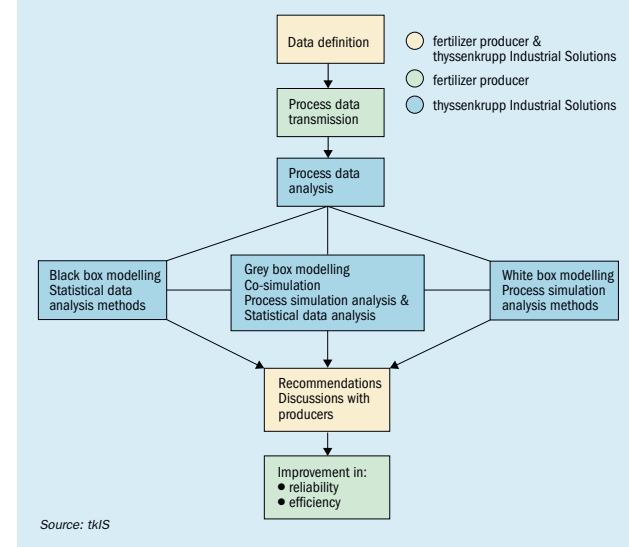 Data definition
fertilizer producer &
thyssenkrupp Industrial Solutions
fertilizer producer
thyssenkrupp Industrial Solutions
Process data
transmission
Process data
analysis
Black box modelling
Statistical data
analysis methods
Grey box modelling
Co-simulation
Process simulation analysis &
Statistical data analysis
White box modelling
Process simulation
analysis methods
Recommendations
Discussions with
producers
Improvement in:
● reliability
● efficiency
Source: tkIS